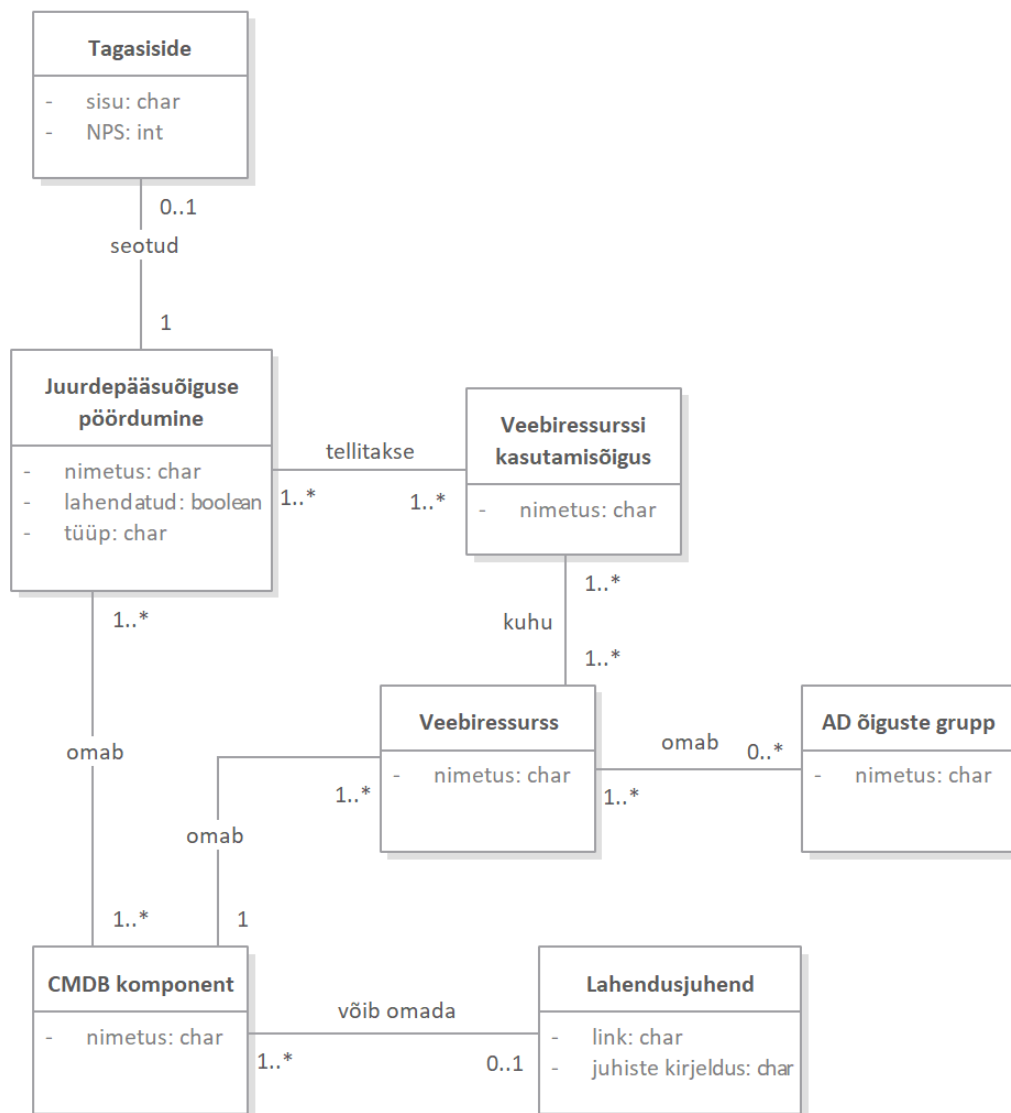 Tagasiside
- sisu: char
- NPS: int
0..1
seotud
1
Juurdepääsuõiguse
pöördumine
- nimetus: char
- lahendatud: boolean
- tüüp: char
tellitakse
1..*
1..*
Veebiressurssi
kasutamisõigus
- nimetus: char
1..*
kuhu
1..*
1..*
omab
1..*
Veebiressurss
- nimetus: char
omab
0..*
1..*
AD õiguste grupp
- nimetus: char
1..*
omab
1
CMDB komponent
- nimetus: char
võib omada
1..*
0..1
Lahendusjuhend
- link: char
- juhiste kirjeldus: char